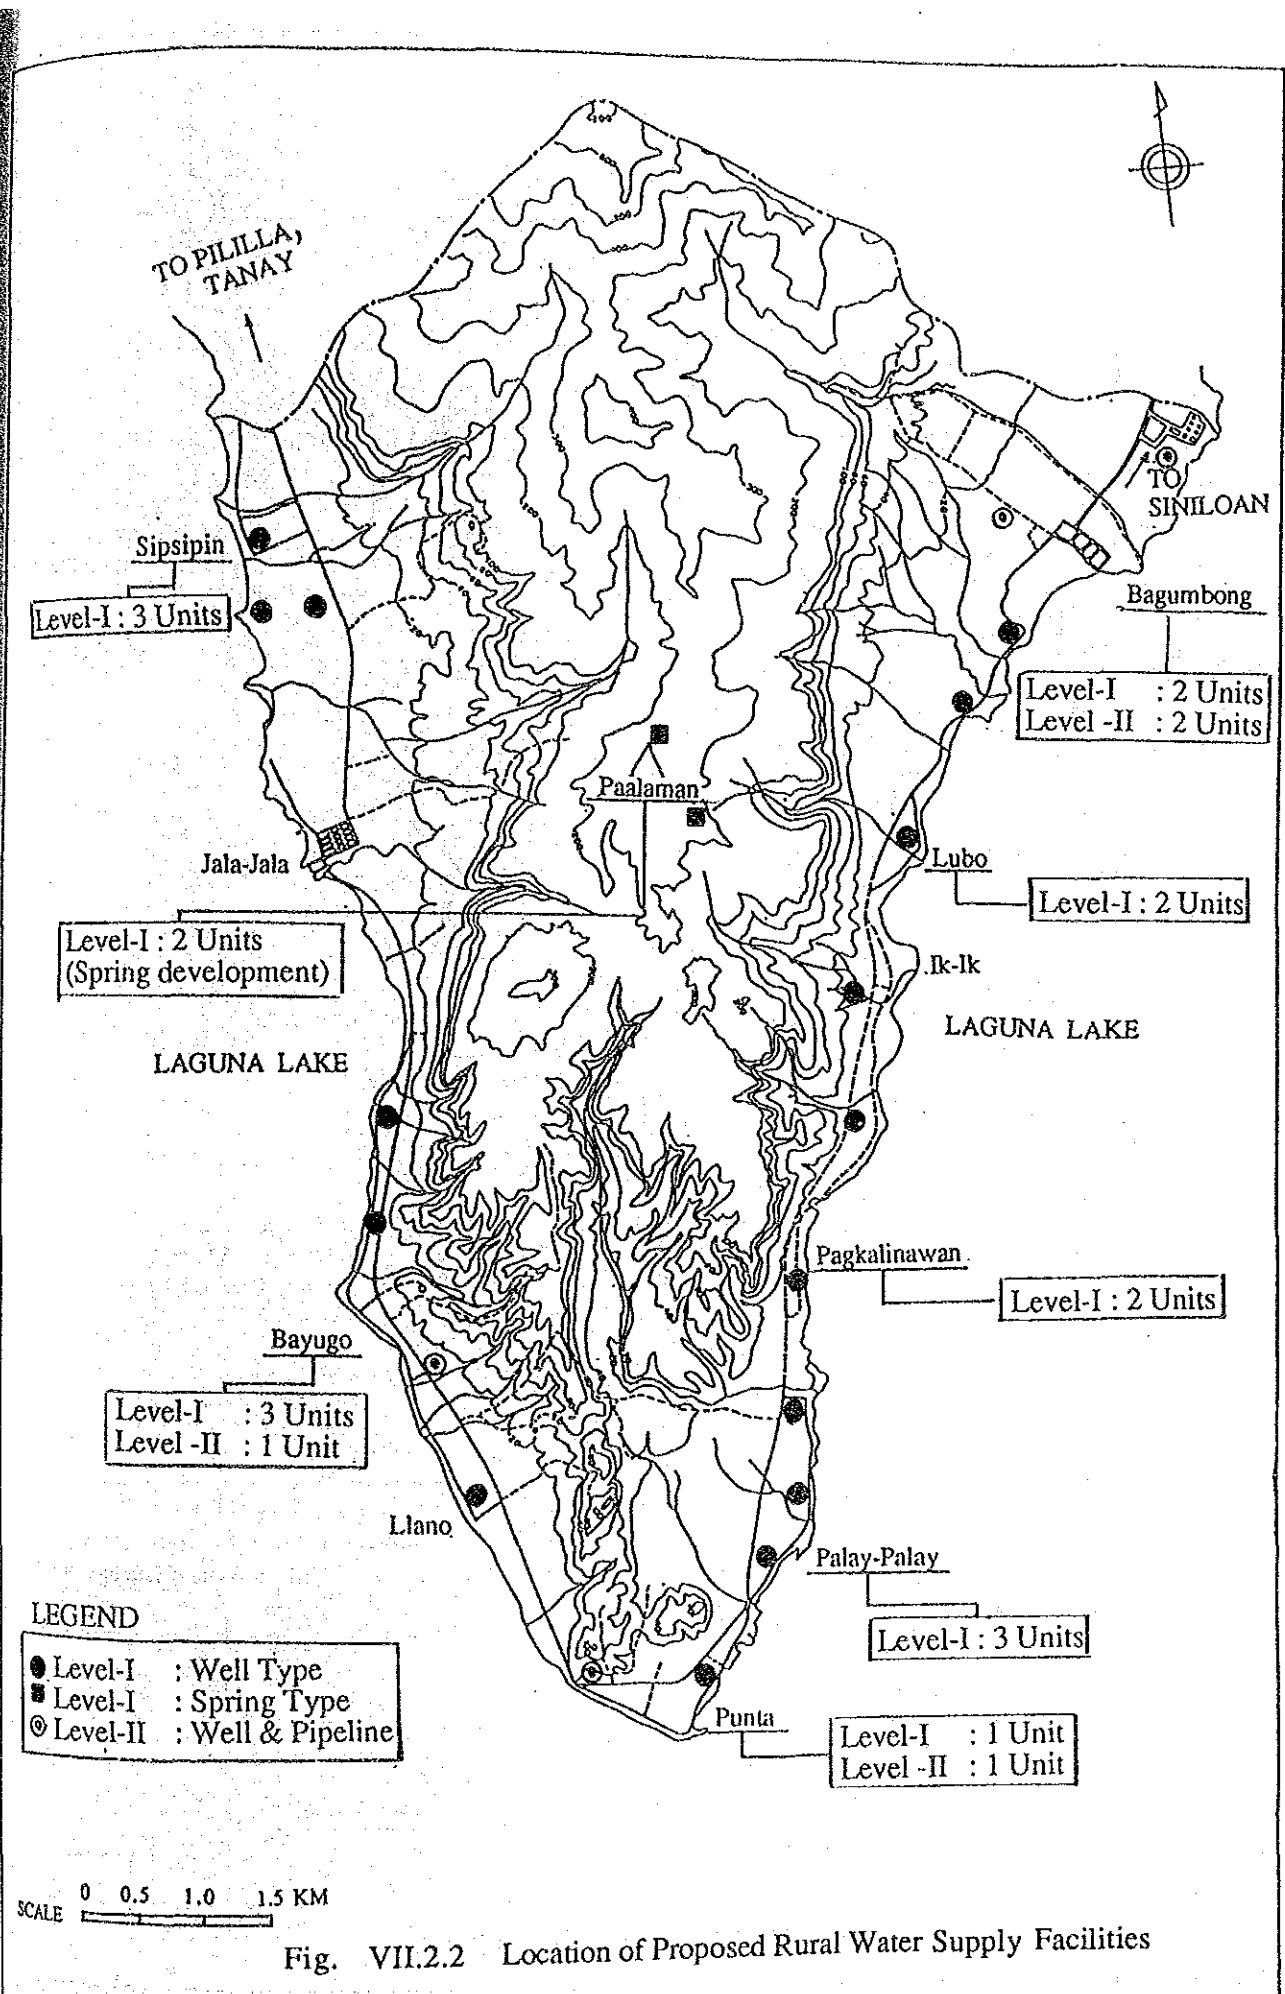 TO PILILLA,
TANAY
TO
SINILOAN
Sipsipin
Level-I : 3 Units
Bagumbong
Level-I : 2 Units
Level -II : 2 Units
Paalaman
Jala-Jala
Lubo
Level-I : 2 Units
Level-I : 2 Units
(Spring development)
Ik-Ik
LAGUNA LAKE
LAGUNA LAKE
Pagkalinawan
Level-I : 2 Units
Bayugo
Level-I : 3 Units
Level -II : 1 Unit
Llano
Palay-Palay
Level-I : 3 Units
LEGEND
Level-I : Well Type
Level-I : Spring Type
Level-II : Well & Pipeline
Punta
Level-I : 1 Unit
Level -II : 1 Unit
SCALE 0 0.5 1.0 1.5 KM
Fig. VII.2.2 Location of Proposed Rural Water Supply Facilities